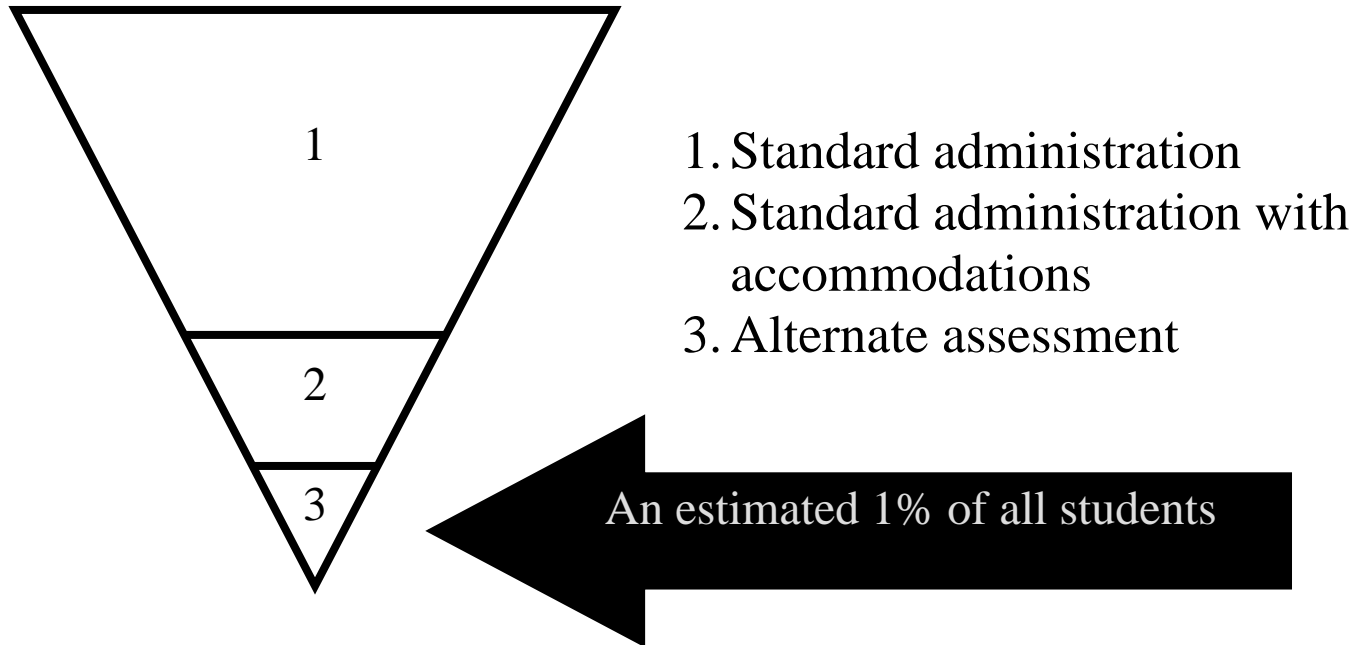 1
2
3
1. Standard administration
2. Standard administration with
accommodations
3. Alternate assessment
An estimated 1% of all students